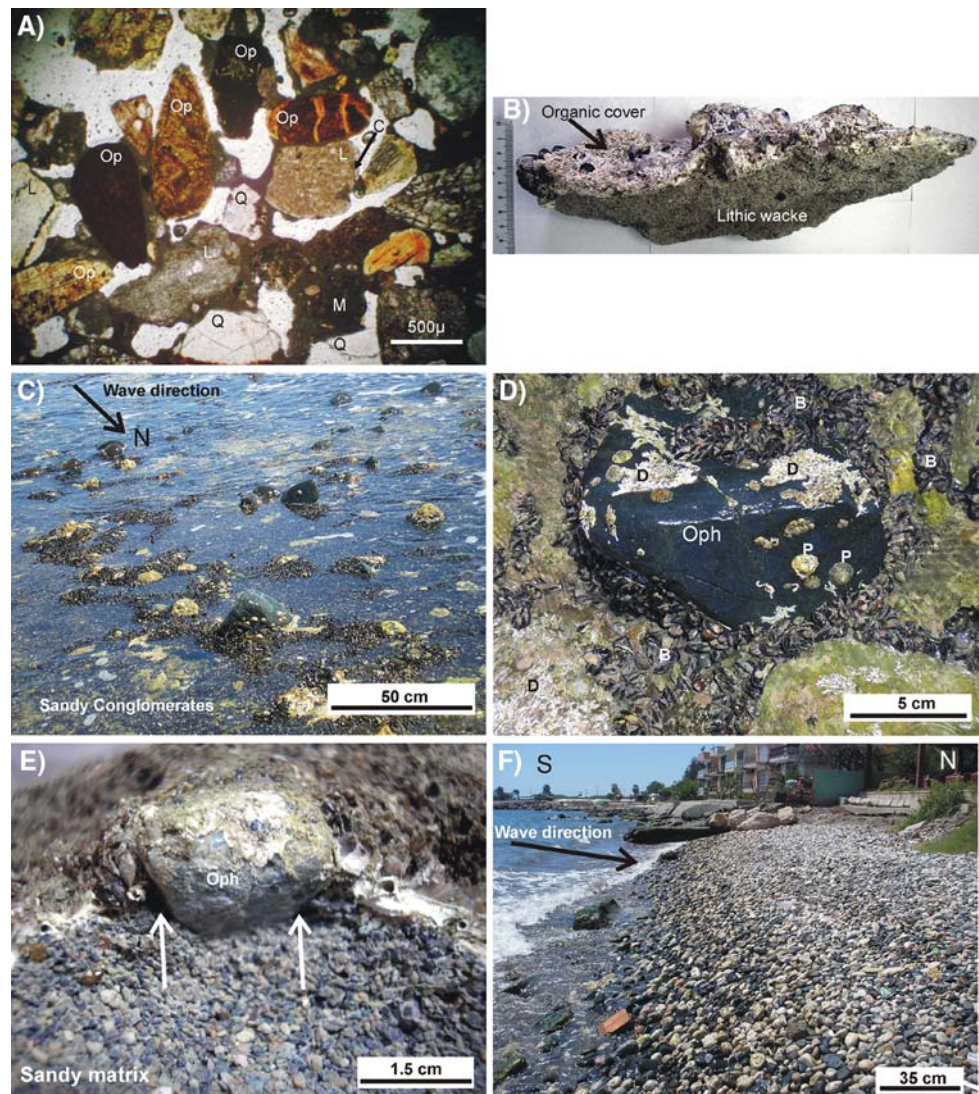 A)
Op
Op
Op
C
L
Op
L
Q
L
Op
M
Q
Q
500µ
B)
Organic cover
Lithic wacke
C)
Wave direction
N
Sandy Conglomerates
50 cm
D)
B
D
D
B
Oph
P
P
B
D
5 cm
E)
Oph
Sandy matrix
1.5 cm
F)
S
N
Wave direction
35 cm